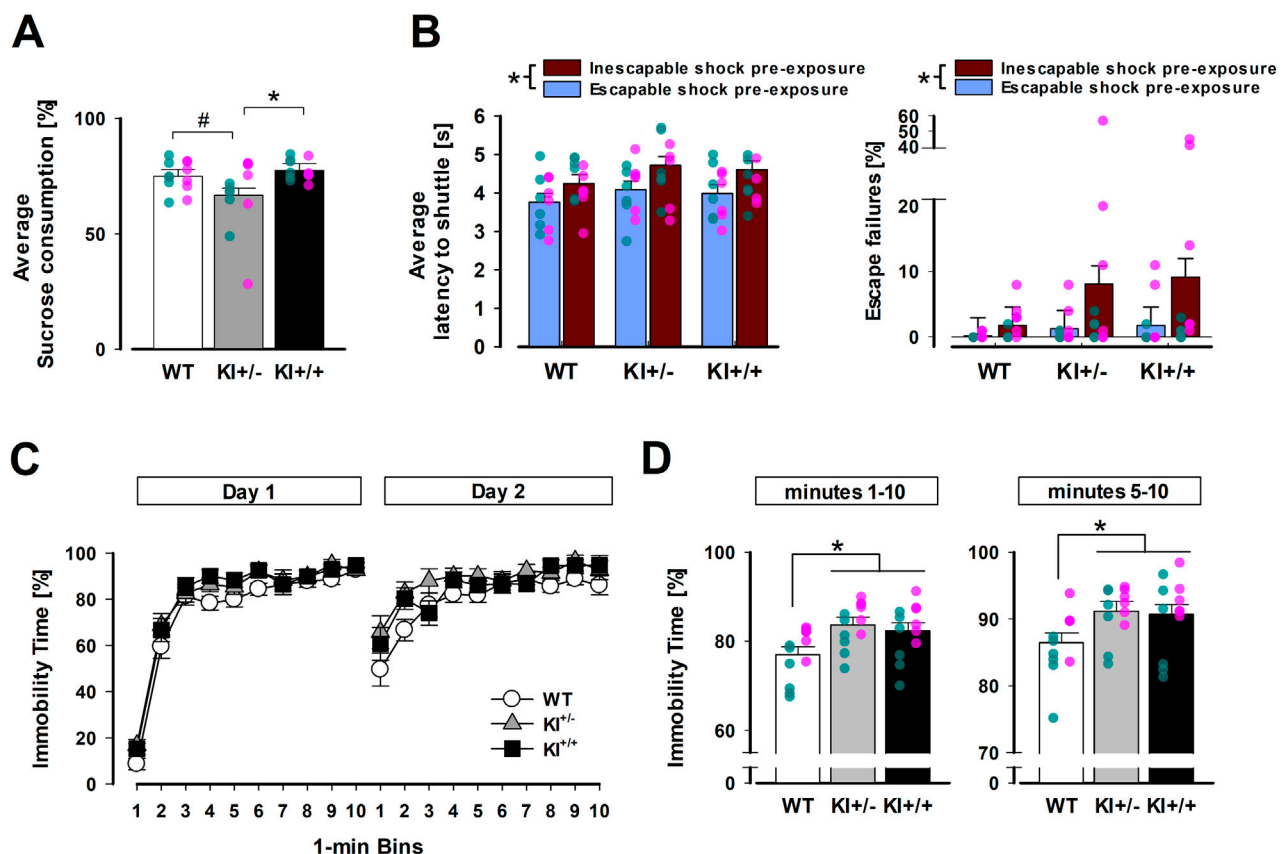 A
Average
Sucrose consumption [%]
100
50
0
#
*
WT KI+/- KI+/+
B
*
Inescapable shock pre-exposure
Escapable shock pre-exposure
Average
latency to shuttle [s]
6
5
4
3
2
1
0
WT KI+/- KI+/+
*
Inescapable shock pre-exposure
Escapable shock pre-exposure
Escape failures [%]
60
50
40
20
10
0
WT KI+/- KI+/+
C
Day 1
Day 2
Immobility Time [%]
100
80
60
40
20
0
WT
KI+/-
KI+/+
1 2 3 4 5 6 7 8 9 10 1 2 3 4 5 6 7 8 9 10
1-min Bins
D
minutes 1-10
Immobility Time [%]
100
80
60
0
*
WT KI+/- KI+/+
minutes 5-10
100
90
80
70
0
*
WT KI+/- KI+/+